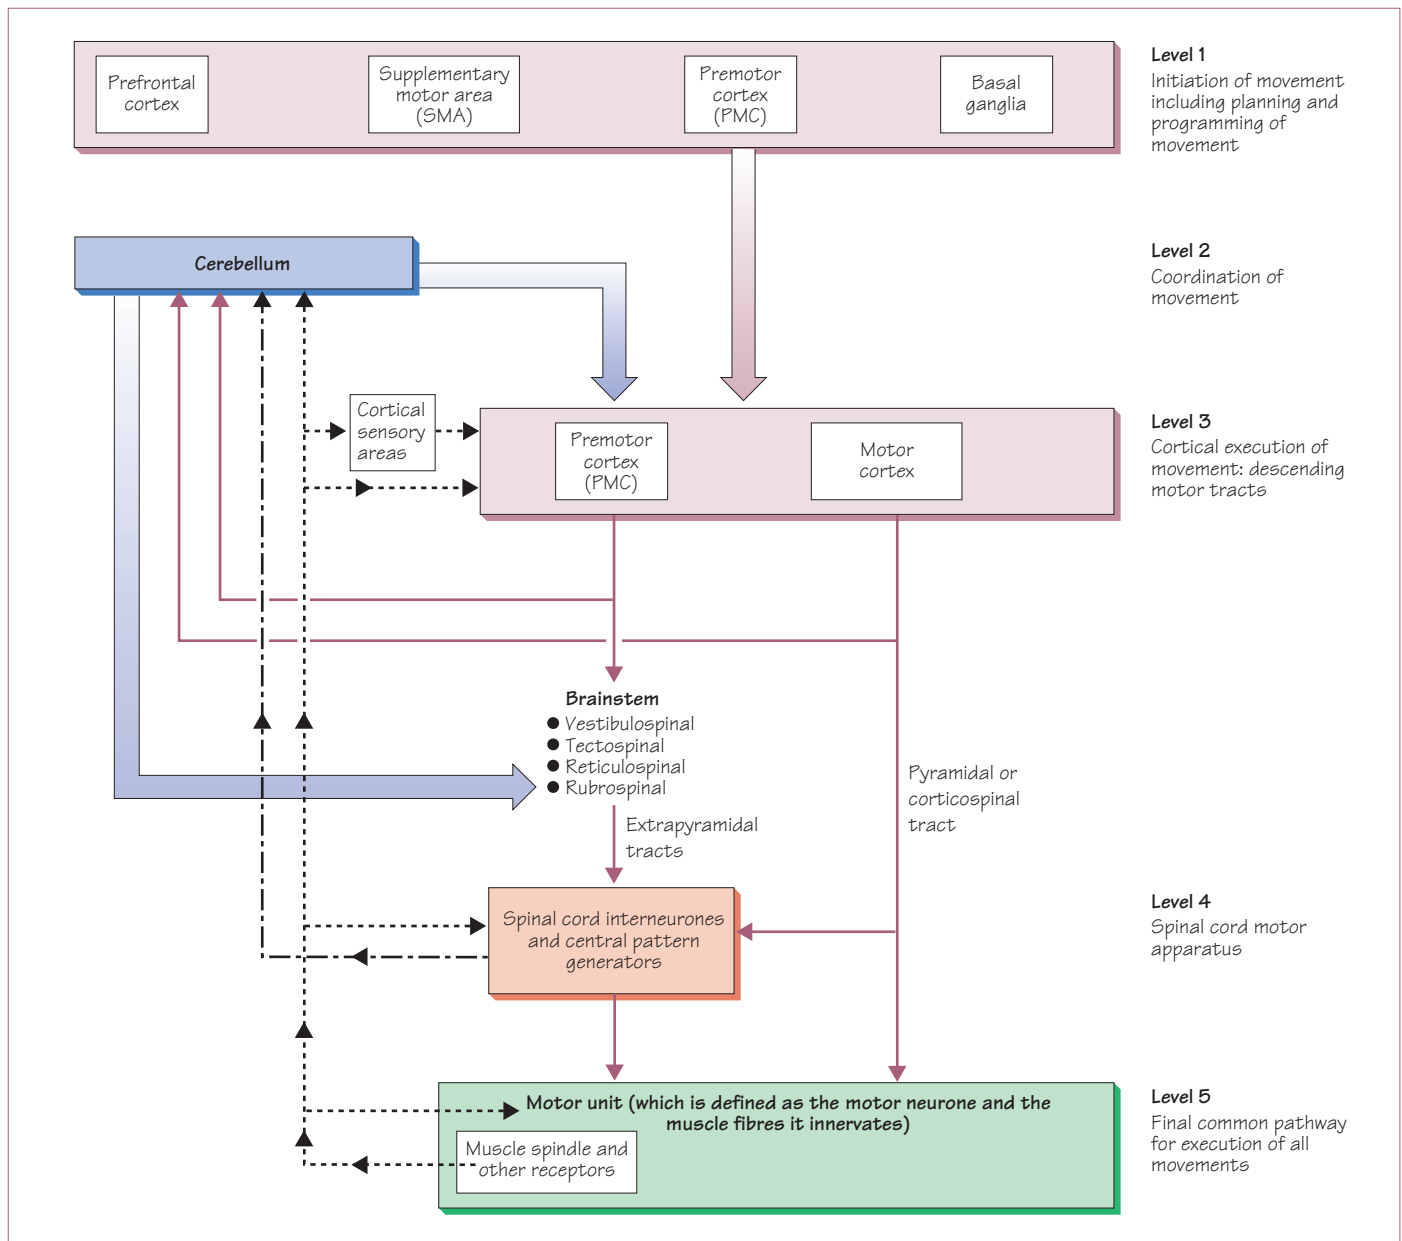 Prefrontal
cortex
Supplementary
motor area
(SMA)
Premotor
cortex
(PMC)
Basal
ganglia
Level 1
Initiation of movement
including planning and
programming of
movement
Cerebellum
Level 2
Coordination of
movement
Cortical
sensory
areas
Premotor
cortex
(PMC)
Motor
cortex
Level 3
Cortical execution of
movement: descending
motor tracts
Brainstem
● Vestibulospinal
● Tectospinal
● Reticulospinal
● Rubrospinal
Pyramidal or
corticospinal
tract
Extrapyramidal
tracts
Spinal cord interneurones
and central pattern
generators
Level 4
Spinal cord motor
apparatus
Motor unit (which is defined as the motor neurone and the
muscle fibres it innervates)
Muscle spindle and
other receptors
Level 5
Final common pathway
for execution of all
movements